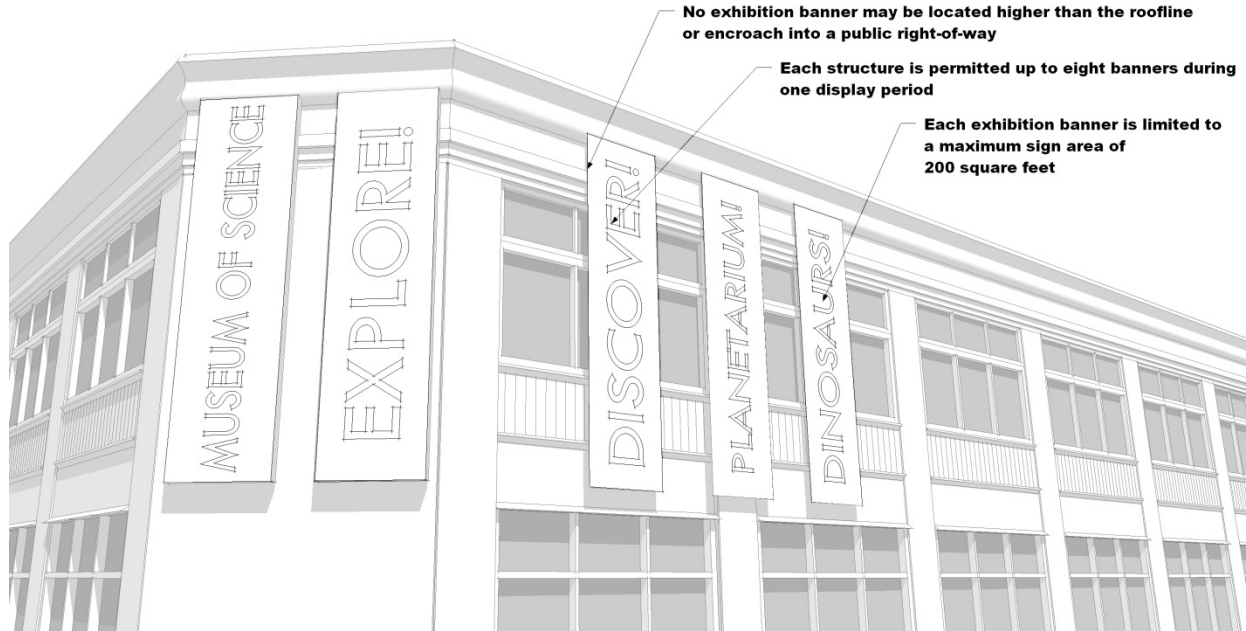 No exhibition banner may be located higher than the roofline
or encroach into a public right-of-way
Each structure is permitted up to eight banners during
one display period
Each exhibition banner is limited to
a maximum sign area of
200 square feet
MUSEUM OF SCIENCE
EXPLORE!
DISCOVER!
PLANETARIUM!
DINOSAURS!